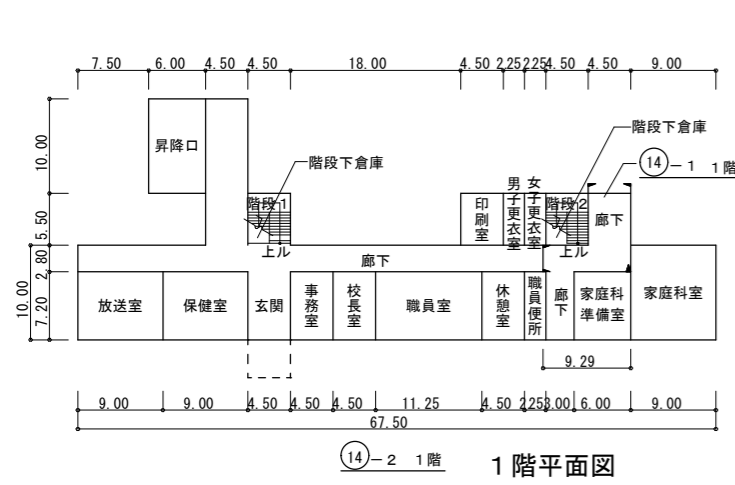 7.50 6.00 4.50 4.50 18.00 4.50 2.25 2.25 4.50 4.50 9.00
10.00
5.50
2.80
7.20
10.00
昇降口
階段下倉庫
階段下倉庫
14-1 1階
階段1
上ル
印刷室
男子更衣室
女子更衣室
階段2
上ル
廊下
廊下
放送室
保健室
玄関
事務室
校長室
職員室
休憩室
職員便所
廊下
家庭科
準備室
家庭科室
9.29
9.00 9.00 4.50 4.50 4.50 11.25 4.50 2.25 3.00 6.00 9.00
67.50
14-2 1階
1階平面図